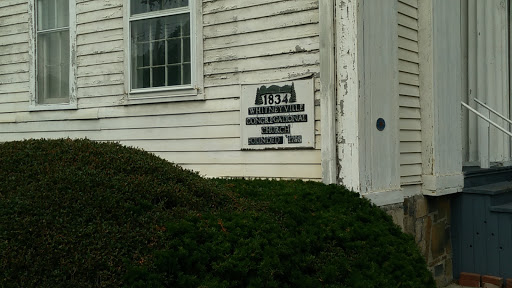 1834
WHITNEYVILLE
CONGREGATIONAL
CHURCH
FOUNDED